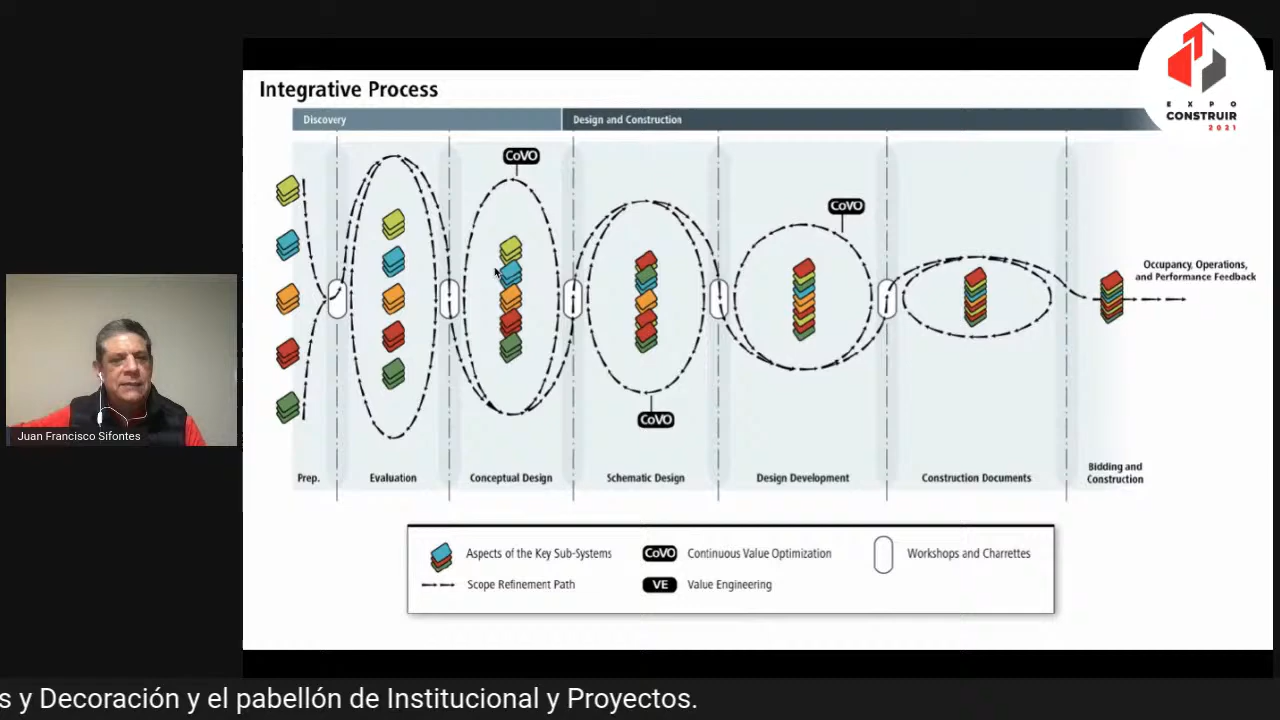 Integrative Process
Discovery
Design and Construction
EXPO
CONSTRUIR
2021
CoVO
CoVO
Occupancy, Operations,
and Performance Feedback
Juan Francisco Sifontes
CoVO
Prep.
Evaluation
Conceptual Design
Schematic Design
Design Development
Construction Documents
Bidding and
Construction
Aspects of the Key Sub-Systems
CoVO Continuous Value Optimization
Workshops and Charrettes
Scope Refinement Path
VE Value Engineering
s y Decoración y el pabellón de Institucional y Proyectos.